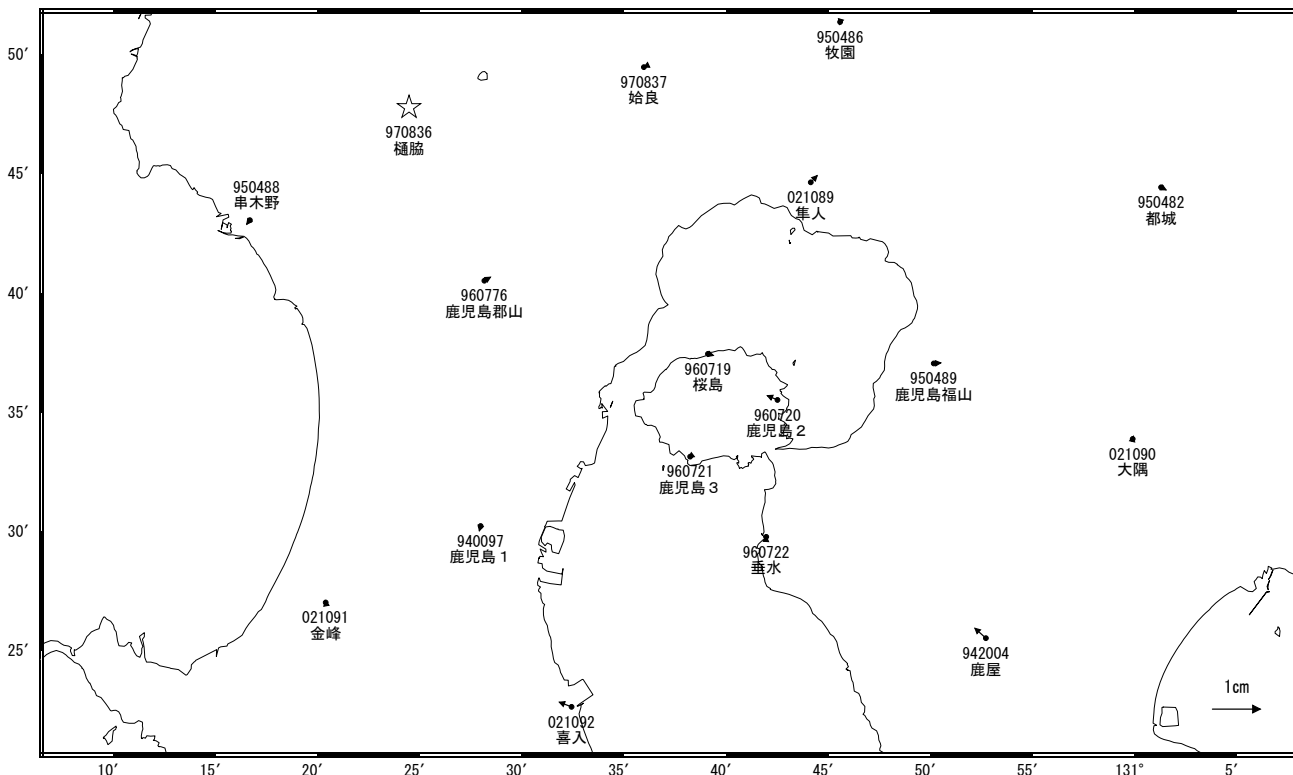 950486
牧園
50′
970837
姶良
970836
樋脇
45′
950488
串木野
021089
隼人
950482
都城
40′
960776
鹿児島郡山
960719
桜島
950489
鹿児島福山
35′
960720
鹿児島2
021090
大隅
960721
鹿児島3
30′
940097
鹿児島1
960722
垂水
021091
金峰
25′
942004
鹿屋
1cm
021092
喜入
10′ 15′ 20′ 25′ 30′ 35′ 40′ 45′ 50′ 55′ 131° 5′